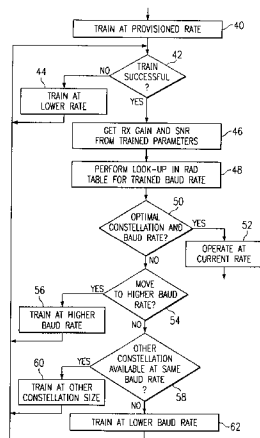 TRAIN AT PROVISIONED RATE
40
42
TRAIN
SUCCESSFUL
?
NO
YES
44
TRAIN AT
LOWER RATE
GET RX GAIN AND SNR
FROM TRAINED PARAMETERS
46
PERFORM LOOK-UP IN RAD
TABLE FOR TRAINED BAUD RATE
48
50
OPTIMAL
CONSTELLATION AND
BAUD RATE?
YES
NO
52
OPERATE AT
CURRENT RATE
MOVE
TO HIGHER BAUD
RATE?
YES
NO
54
56
TRAIN AT HIGHER
BAUD RATE
OTHER
CONSTELLATION
AVAILABLE AT SAME
BAUD RATE
?
YES
NO
58
60
TRAIN AT OTHER
CONSTELLATION SIZE
TRAIN AT LOWER BAUD RATE
62